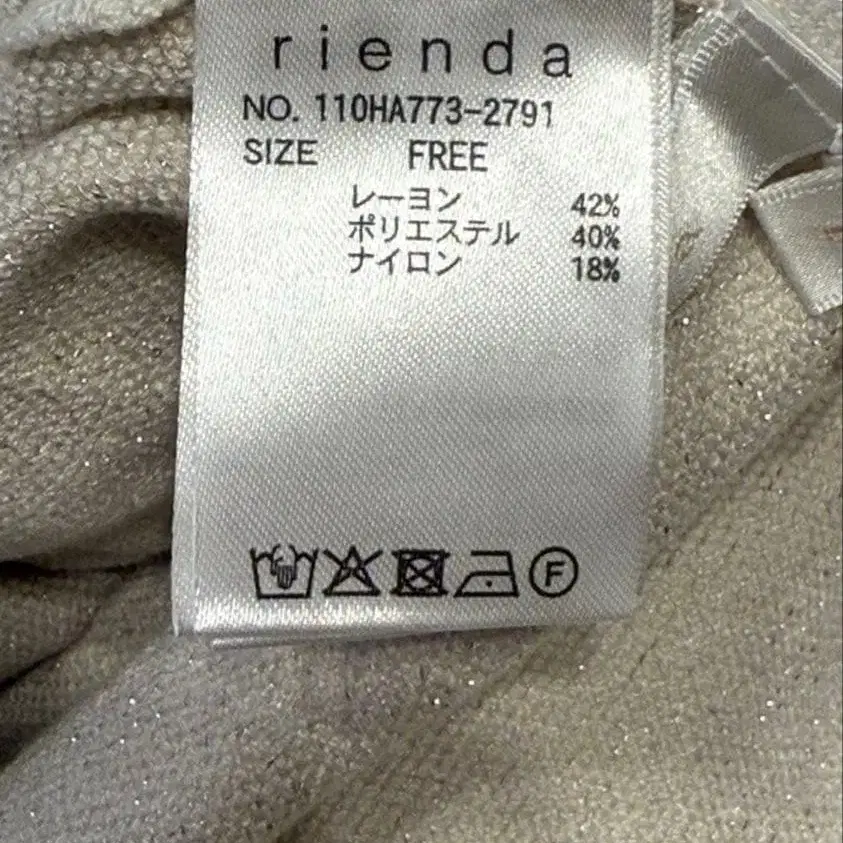 rienda
NO. 110HA773-2791
SIZE FREE
レーヨン 42%
ポリエステル 40%
ナイロン 18%
F